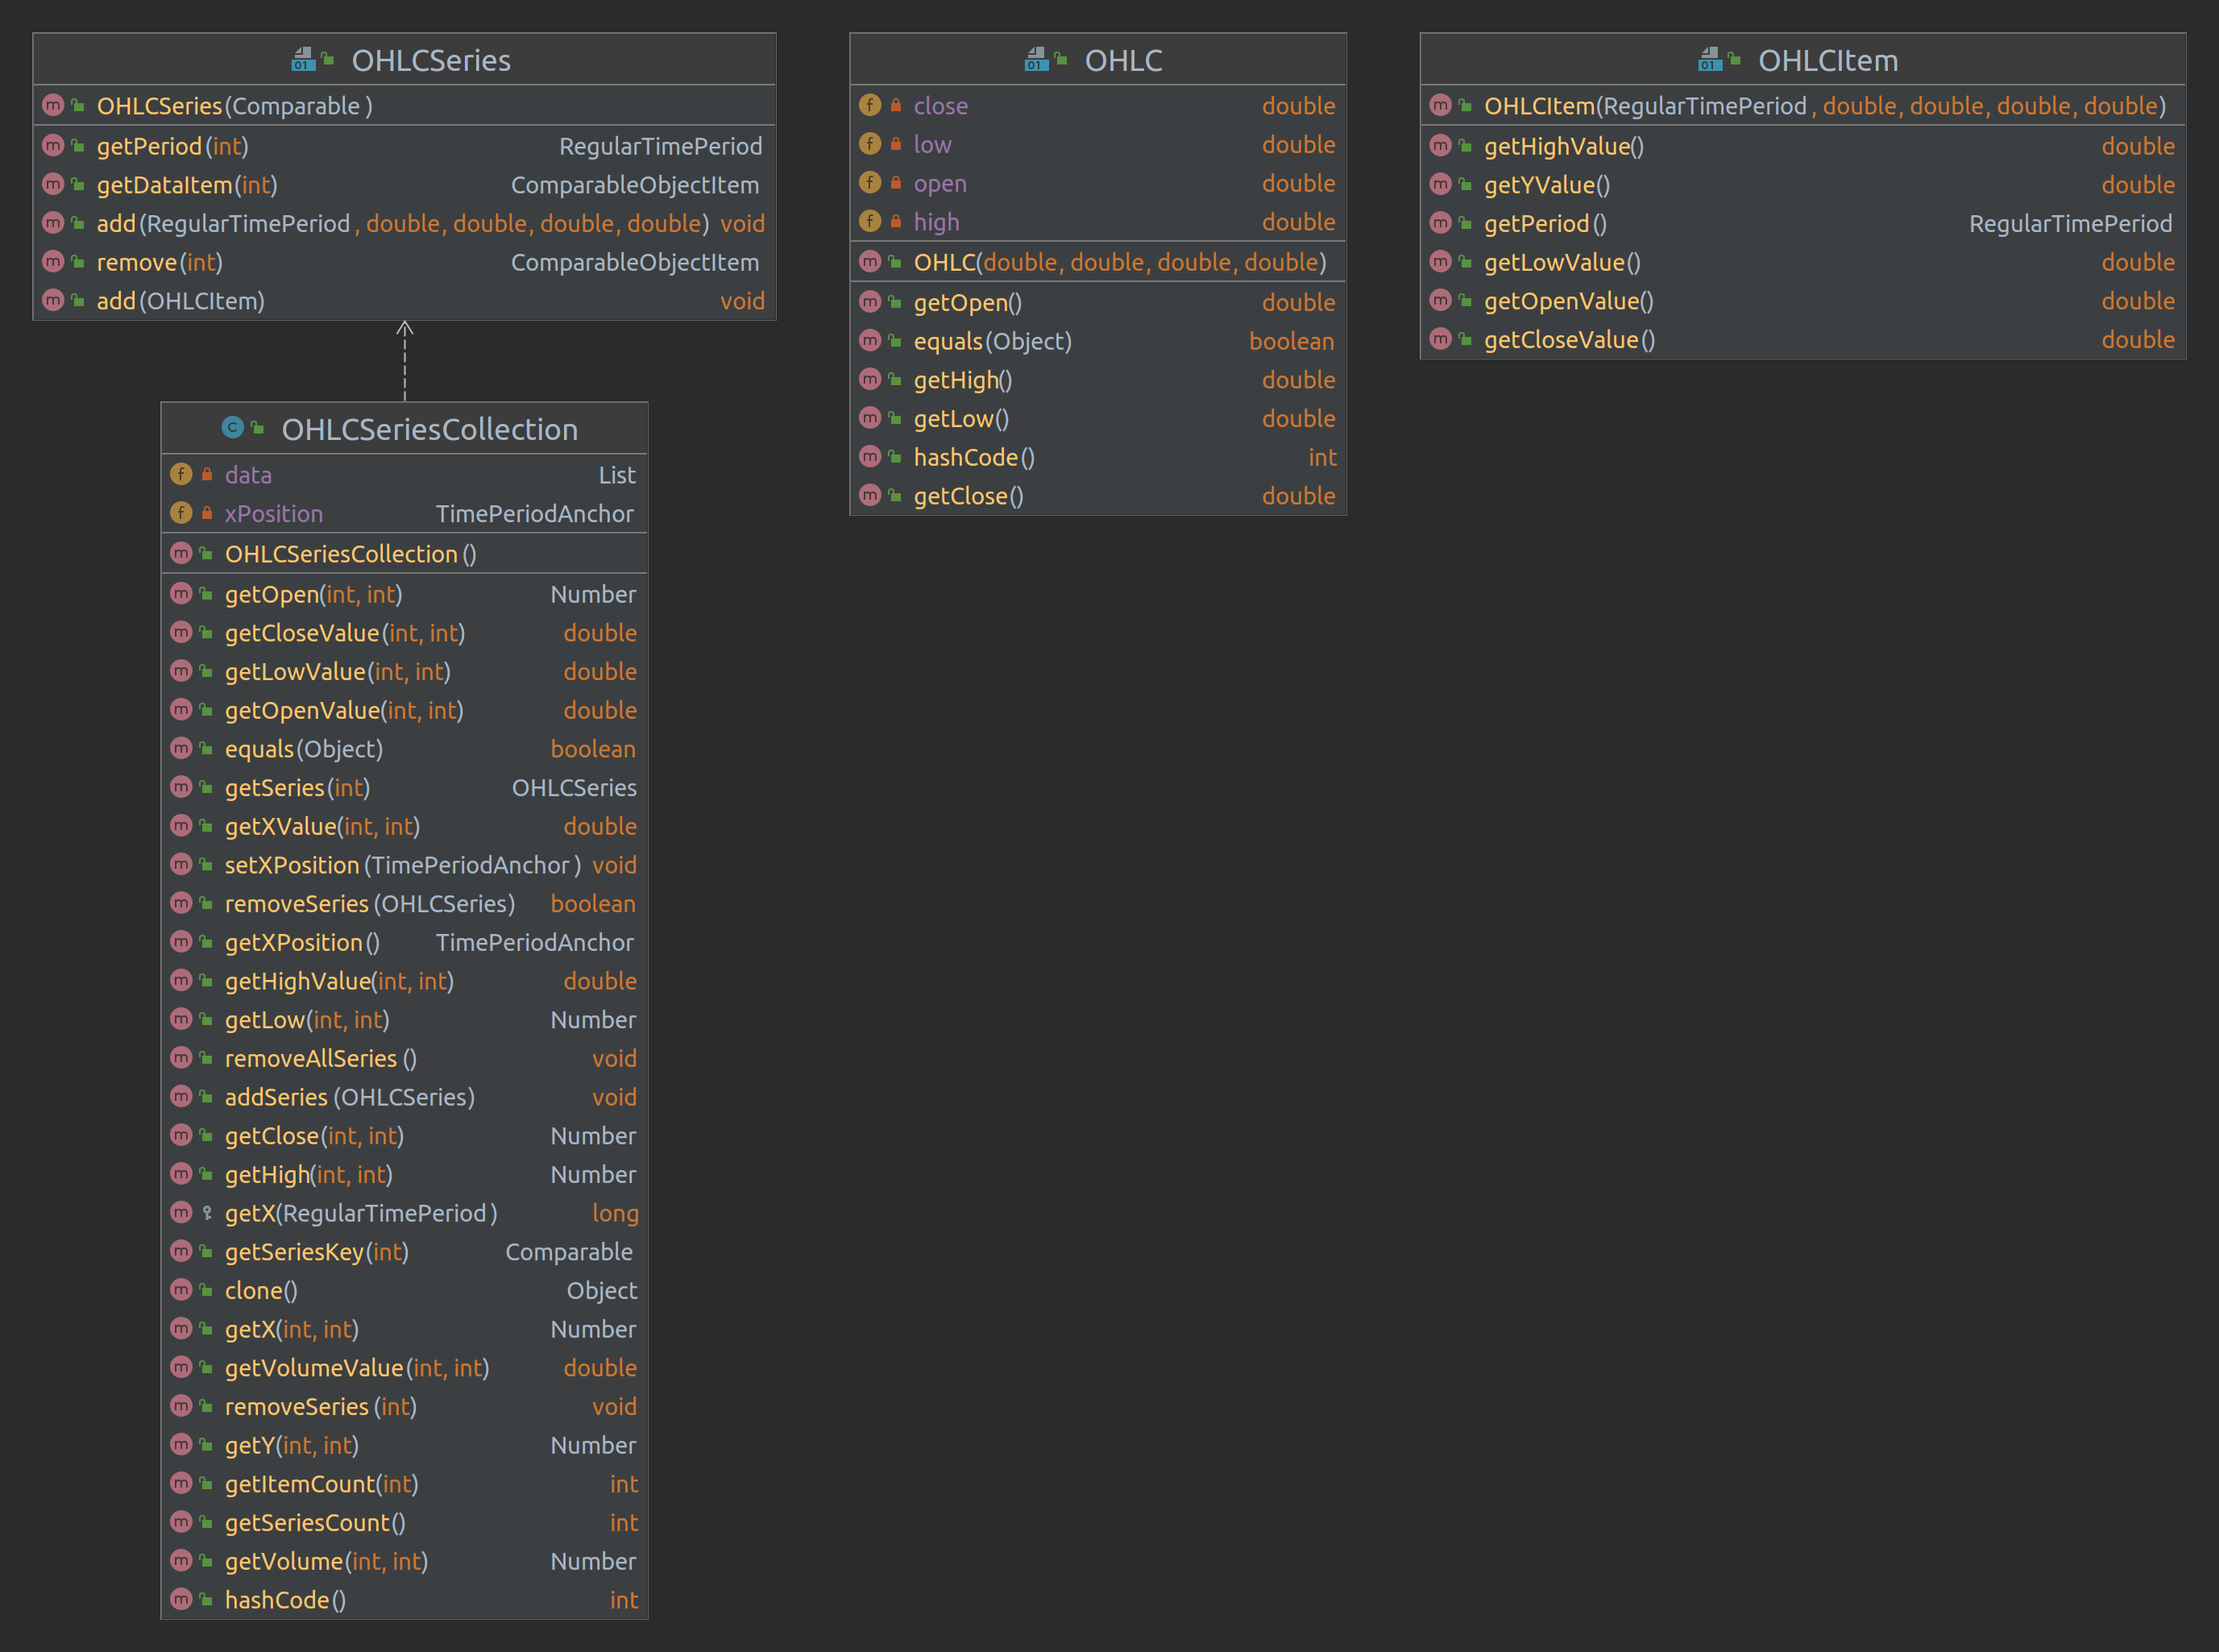 OHLCSeries
OHLCSeries(Comparable)
getPeriod(int) RegularTimePeriod
getDataItem(int) ComparableObjectItem
add(RegularTimePeriod, double, double, double, double) void
remove(int) ComparableObjectItem
add(OHLCItem) void
OHLCSeriesCollection
data List
xPosition TimePeriodAnchor
OHLCSeriesCollection()
getOpen(int, int) Number
getCloseValue(int, int) double
getLowValue(int, int) double
getOpenValue(int, int) double
equals(Object) boolean
getSeries(int) OHLCSeries
getXValue(int, int) double
setXPosition(TimePeriodAnchor) void
removeSeries(OHLCSeries) boolean
getXPosition() TimePeriodAnchor
getHighValue(int, int) double
getLow(int, int) Number
removeAllSeries() void
addSeries(OHLCSeries) void
getClose(int, int) Number
getHigh(int, int) Number
getX(RegularTimePeriod) long
getSeriesKey(int) Comparable
clone() Object
getX(int, int) Number
getVolumeValue(int, int) double
removeSeries(int) void
getY(int, int) Number
getItemCount(int) int
getSeriesCount() int
getVolume(int, int) Number
hashCode() int
OHLC
close double
low double
open double
high double
OHLC(double, double, double, double)
getOpen() double
equals(Object) boolean
getHigh() double
getLow() double
hashCode() int
getClose() double
OHLCItem
OHLCItem(RegularTimePeriod, double, double, double, double)
getHighValue() double
getYValue() double
getPeriod() RegularTimePeriod
getLowValue() double
getOpenValue() double
getCloseValue() double